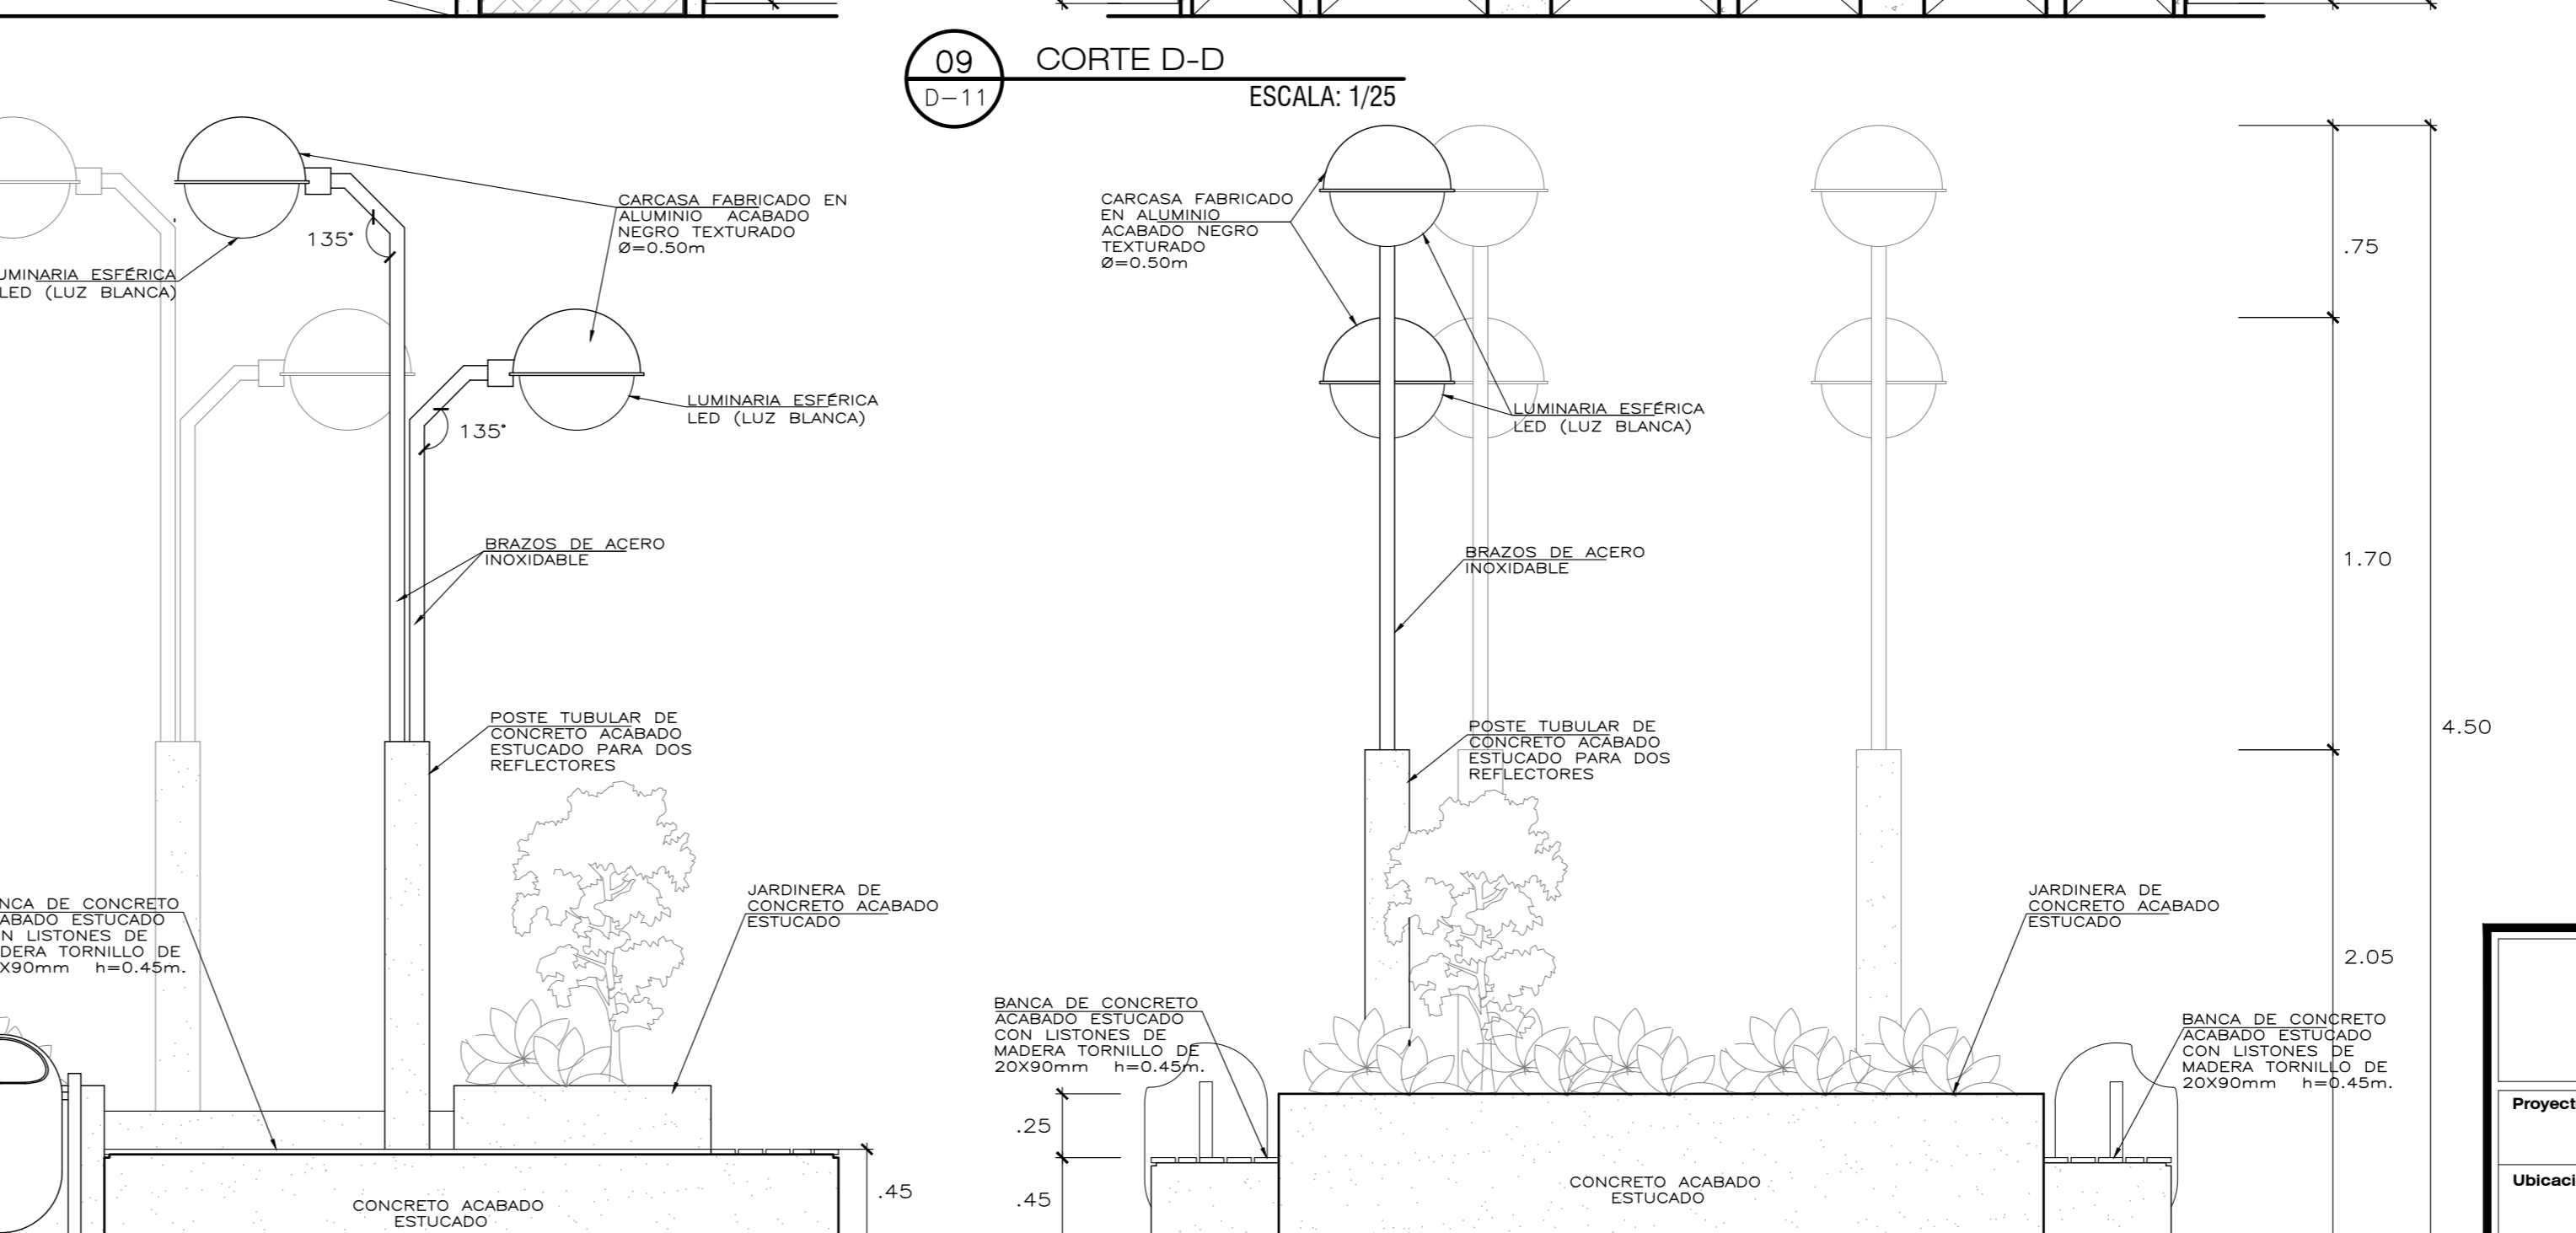 09
D-11
CORTE D-D
ESCALA: 1/25
CARCASA FABRICADO EN
ALUMINIO ACABADO
NEGRO TEXTURADO
Ø=0.50m
135°
LUMINARIA ESFÉRICA
LED (LUZ BLANCA)
135°
BRAZOS DE ACERO
INOXIDABLE
POSTE TUBULAR DE
CONCRETO ACABADO
ESTUCADO PARA DOS
REFLECTORES
JARDINERA DE
CONCRETO ACABADO
ESTUCADO
UMINARIA ESFÉRICA
LED (LUZ BLANCA)
NCA DE CONCRETO
ABADO ESTUCADO
N LISTONES DE
DERA TORNILLO DE
X90mm h=0.45m.
CONCRETO ACABADO
ESTUCADO
.45
CARCASA FABRICADO
EN ALUMINIO
ACABADO NEGRO
TEXTURADO
Ø=0.50m
LUMINARIA ESFÉRICA
LED (LUZ BLANCA)
BRAZOS DE ACERO
INOXIDABLE
POSTE TUBULAR DE
CONCRETO ACABADO
ESTUCADO PARA DOS
REFLECTORES
JARDINERA DE
CONCRETO ACABADO
ESTUCADO
BANCA DE CONCRETO
ACABADO ESTUCADO
CON LISTONES DE
MADERA TORNILLO DE
20X90mm h=0.45m.
BANCA DE CONCRETO
ACABADO ESTUCADO
CON LISTONES DE
MADERA TORNILLO DE
20X90mm h=0.45m.
.25
.45
CONCRETO ACABADO
ESTUCADO
.75
1.70
4.50
2.05
Proyect
Ubicaci